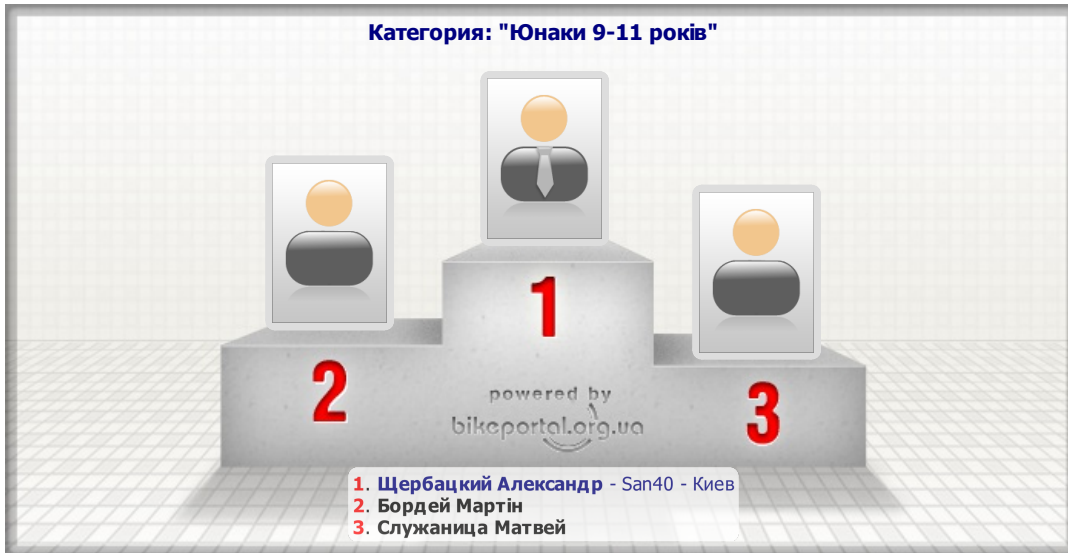 Категория: "Юнаки 9-11 років"
1
2
3
powered by
bikeportal.org.ua
1. Щербацкий Александр - San40 - Киев
2. Бордей Мартін
3. Служаница Матвей